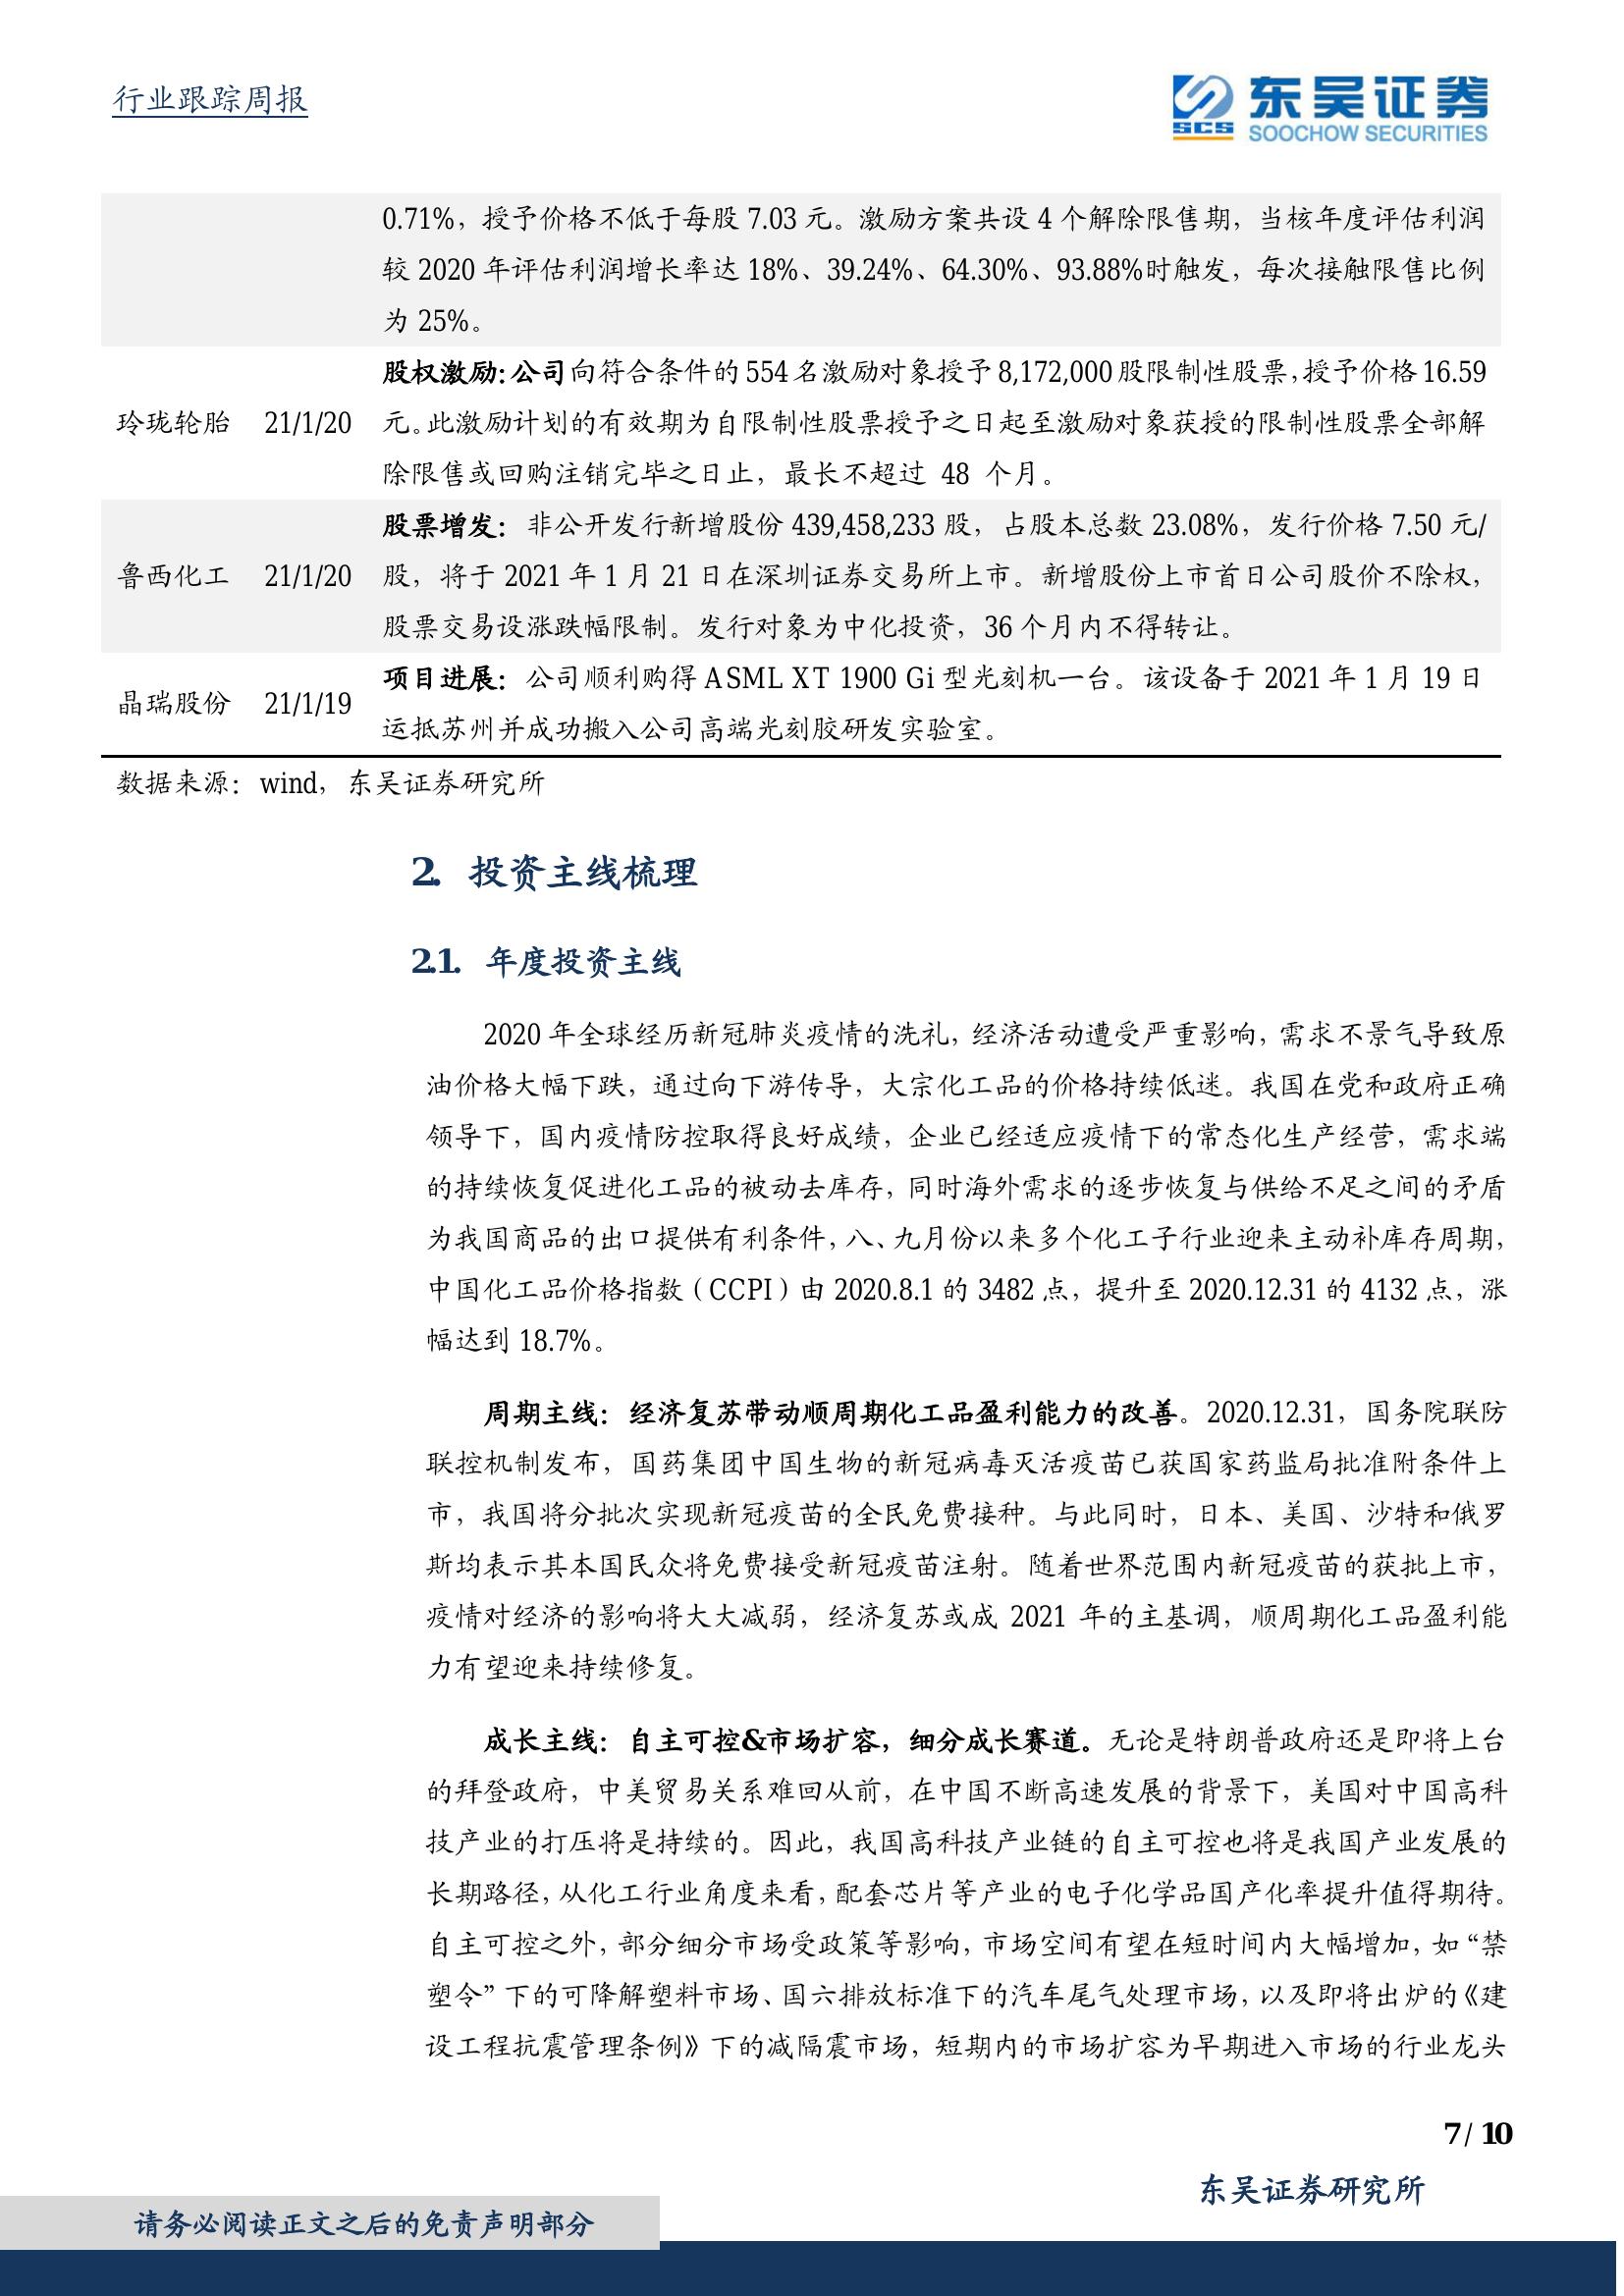 行业跟踪周报
东吴证券
SCS
SOOCHOW SECURITIES
0.71%，授予价格不低于每股 7.03 元。激励方案共设 4 个解除限售期，当核年度评估利润
较 2020 年评估利润增长率达 18%、39.24%、64.30%、93.88%时触发，每次接触限售比例
为 25%。
股权激励：公司向符合条件的 554 名激励对象授予 8,172,000 股限制性股票，授予价格 16.59
玲珑轮胎 21/1/20 元。此激励计划的有效期为自限制性股票授予之日起至激励对象获授的限制性股票全部解
除限售或回购注销完毕之日止，最长不超过 48 个月。
股票增发：非公开发行新增股份 439,458,233 股，占股本总数 23.08%，发行价格 7.50 元/
鲁西化工 21/1/20 股，将于 2021 年 1 月 21 日在深圳证券交易所上市。新增股份上市首日公司股价不除权，
股票交易设涨跌幅限制。发行对象为中化投资，36 个月内不得转让。
晶瑞股份 21/1/19 项目进展：公司顺利购得 ASML XT 1900 Gi 型光刻机一台。该设备于 2021 年 1 月 19 日
运抵苏州并成功搬入公司高端光刻胶研发实验室。
数据来源：wind，东吴证券研究所
2. 投资主线梳理
2.1. 年度投资主线
2020 年全球经历新冠肺炎疫情的洗礼，经济活动遭受严重影响，需求不景气导致原
油价格大幅下跌，通过向下游传导，大宗化工品的价格持续低迷。我国在党和政府正确
领导下，国内疫情防控取得良好成绩，企业已经适应疫情下的常态化生产经营，需求端
的持续恢复促进化工品的被动去库存，同时海外需求的逐步恢复与供给不足之间的矛盾
为我国商品的出口提供有利条件，八、九月份以来多个化工子行业迎来主动补库存周期，
中国化工品价格指数（CCPI）由 2020.8.1 的 3482 点，提升至 2020.12.31 的 4132 点，涨
幅达到 18.7%。
周期主线：经济复苏带动顺周期化工品盈利能力的改善。2020.12.31，国务院联防
联控机制发布，国药集团中国生物的新冠病毒灭活疫苗已获国家药监局批准附条件上
市，我国将分批次实现新冠疫苗的全民免费接种。与此同时，日本、美国、沙特和俄罗
斯均表示其本国民众将免费接受新冠疫苗注射。随着世界范围内新冠疫苗的获批上市，
疫情对经济的影响将大大减弱，经济复苏或成 2021 年的主基调，顺周期化工品盈利能
力有望迎来持续修复。
成长主线：自主可控&市场扩容，细分成长赛道。无论是特朗普政府还是即将上台
的拜登政府，中美贸易关系难回从前，在中国不断高速发展的背景下，美国对中国高科
技产业的打压将是持续的。因此，我国高科技产业链的自主可控也将是我国产业发展的
长期路径，从化工行业角度来看，配套芯片等产业的电子化学品国产化率提升值得期待。
自主可控之外，部分细分市场受政策等影响，市场空间有望在短时间内大幅增加，如“禁
塑令”下的可降解塑料市场、国六排放标准下的汽车尾气处理市场，以及即将出炉的《建
设工程抗震管理条例》下的减隔震市场，短期内的市场扩容为早期进入市场的行业龙头
7 / 10
东吴证券研究所
请务必阅读正文之后的免责声明部分